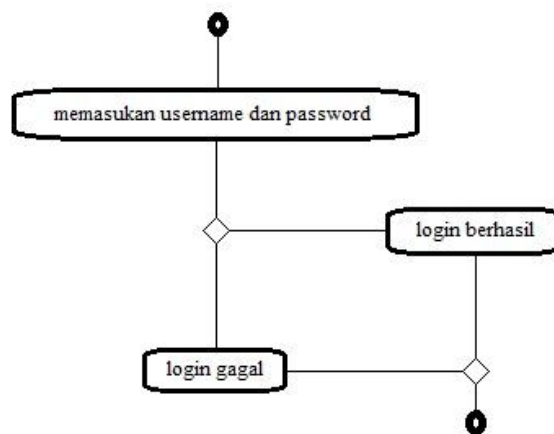 memasukan username dan password
login berhasil
login gagal